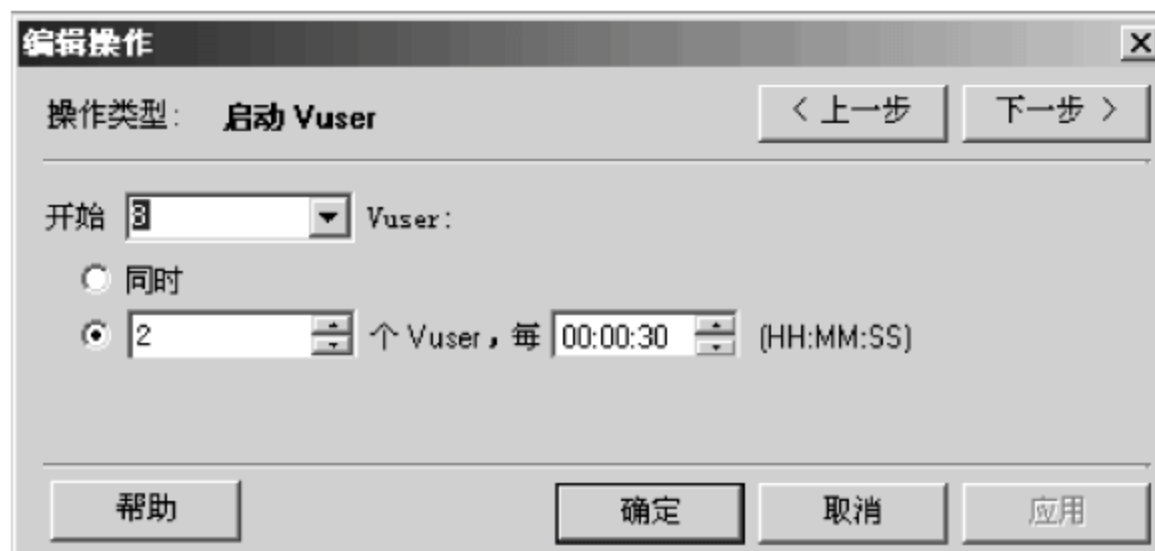 编辑操作
操作类型: 启动 Vuser < 上一步 下一步 >
开始 8 Vuser:
同时
2 个 Vuser,每 00:00:30 (HH:MM:SS)
帮助 确定 取消 应用